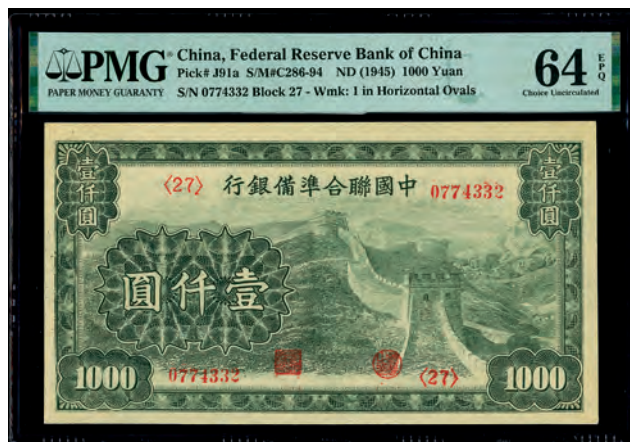 PMG
PAPER MONEY GUARANTY
China, Federal Reserve Bank of China
Pick# J91a S/M#C286-94 ND (1945) 1000 Yuan
S/N 0774332 Block 27 - Wmk: 1 in Horizontal Ovals
64 EPQ
Choice Uncirculated
壹仟圓
壹仟圓
〈27〉 行銀備準合聯國中 0774332
圓仟壹
1000 0774332 〈27〉 1000